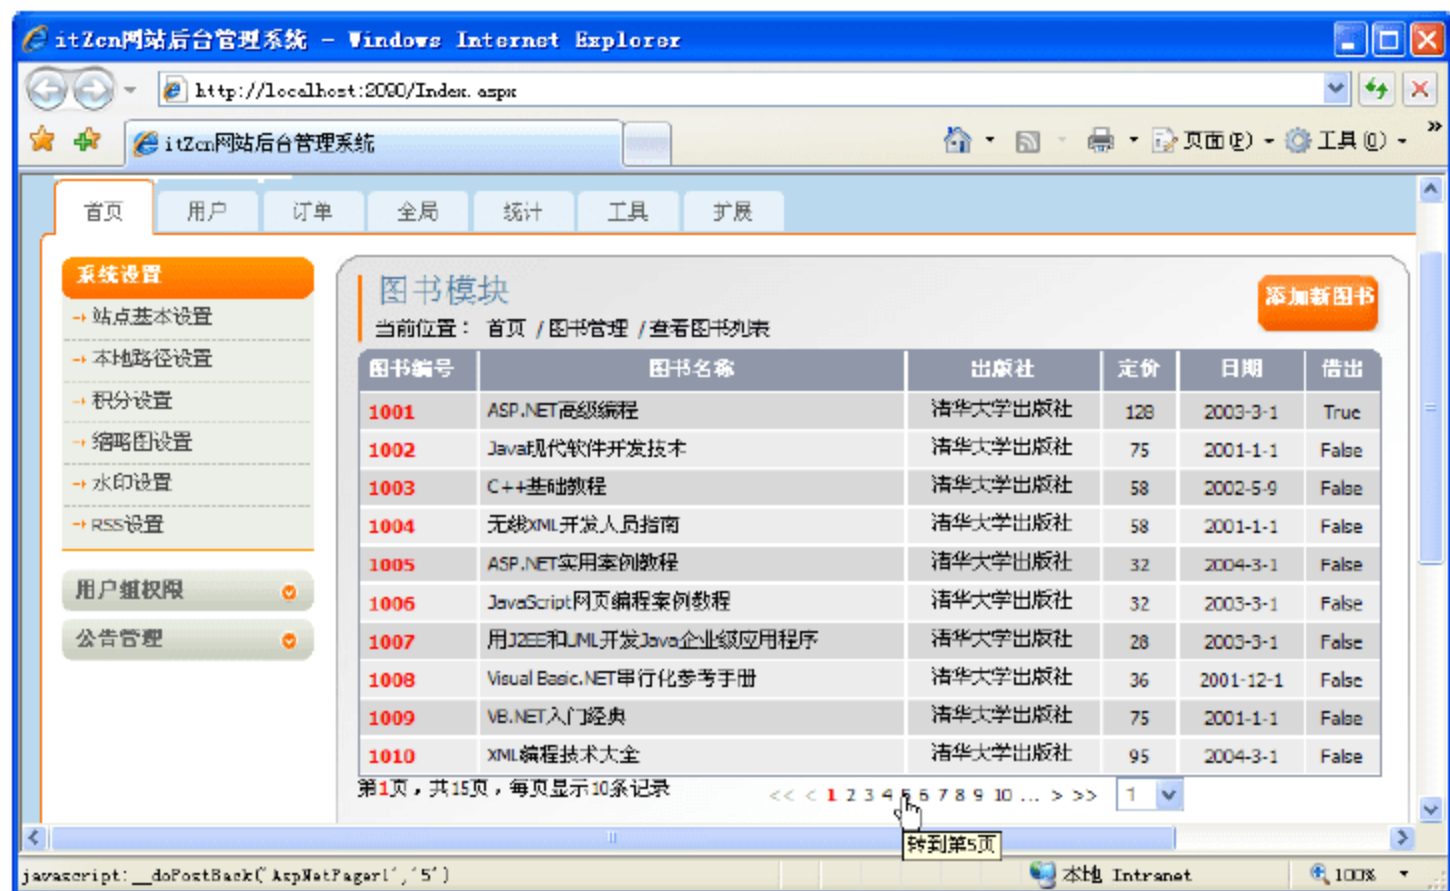 itZcn网站后台管理系统 - Windows Internet Explorer
http://localhost:2090/Index.aspx
itZcn网站后台管理系统 页面(P) 工具(O) »
首页 用户 订单 全局 统计 工具 扩展
系统设置
→ 站点基本设置
→ 本地路径设置
→ 积分设置
→ 缩略图设置
→ 水印设置
→ RSS设置
用户组权限
公告管理
图书模块
添加新图书
当前位置： 首页 / 图书管理 / 查看图书列表
图书编号 图书名称 出版社 定价 日期 借出
1001 ASP.NET高级编程 清华大学出版社 128 2003-3-1 True
1002 Java现代软件开发技术 清华大学出版社 75 2001-1-1 False
1003 C++基础教程 清华大学出版社 58 2002-5-9 False
1004 无线XML开发人员指南 清华大学出版社 58 2001-1-1 False
1005 ASP.NET实用案例教程 清华大学出版社 32 2004-3-1 False
1006 JavaScript网页编程案例教程 清华大学出版社 32 2003-3-1 False
1007 用J2EE和UML开发Java企业级应用程序 清华大学出版社 28 2003-3-1 False
1008 Visual Basic.NET串行化参考手册 清华大学出版社 36 2001-12-1 False
1009 VB.NET入门经典 清华大学出版社 75 2001-1-1 False
1010 XML编程技术大全 清华大学出版社 95 2004-3-1 False
第1页，共15页，每页显示10条记录 << < 1 2 3 4 5 6 7 8 9 10 ... > >> 1
转到第5页
javascript:__doPostBack('AspNetPager1','5') 本地 Intranet 100%